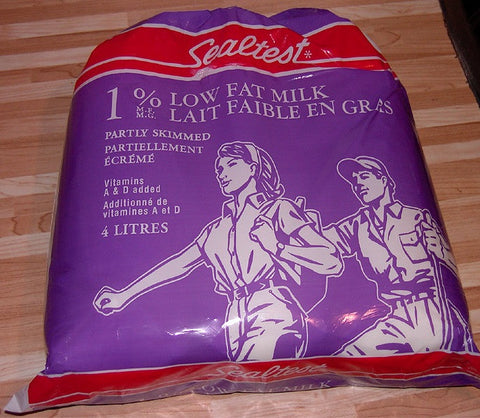 Sealtest*
1% M.F. M.G. LOW FAT MILK
LAIT FAIBLE EN GRAS
PARTLY SKIMMED
PARTIELLEMENT
ÉCRÉMÉ
Vitamins
A & D added
Additionné de
vitamines A et D
4 LITRES
Sealtest
MILK